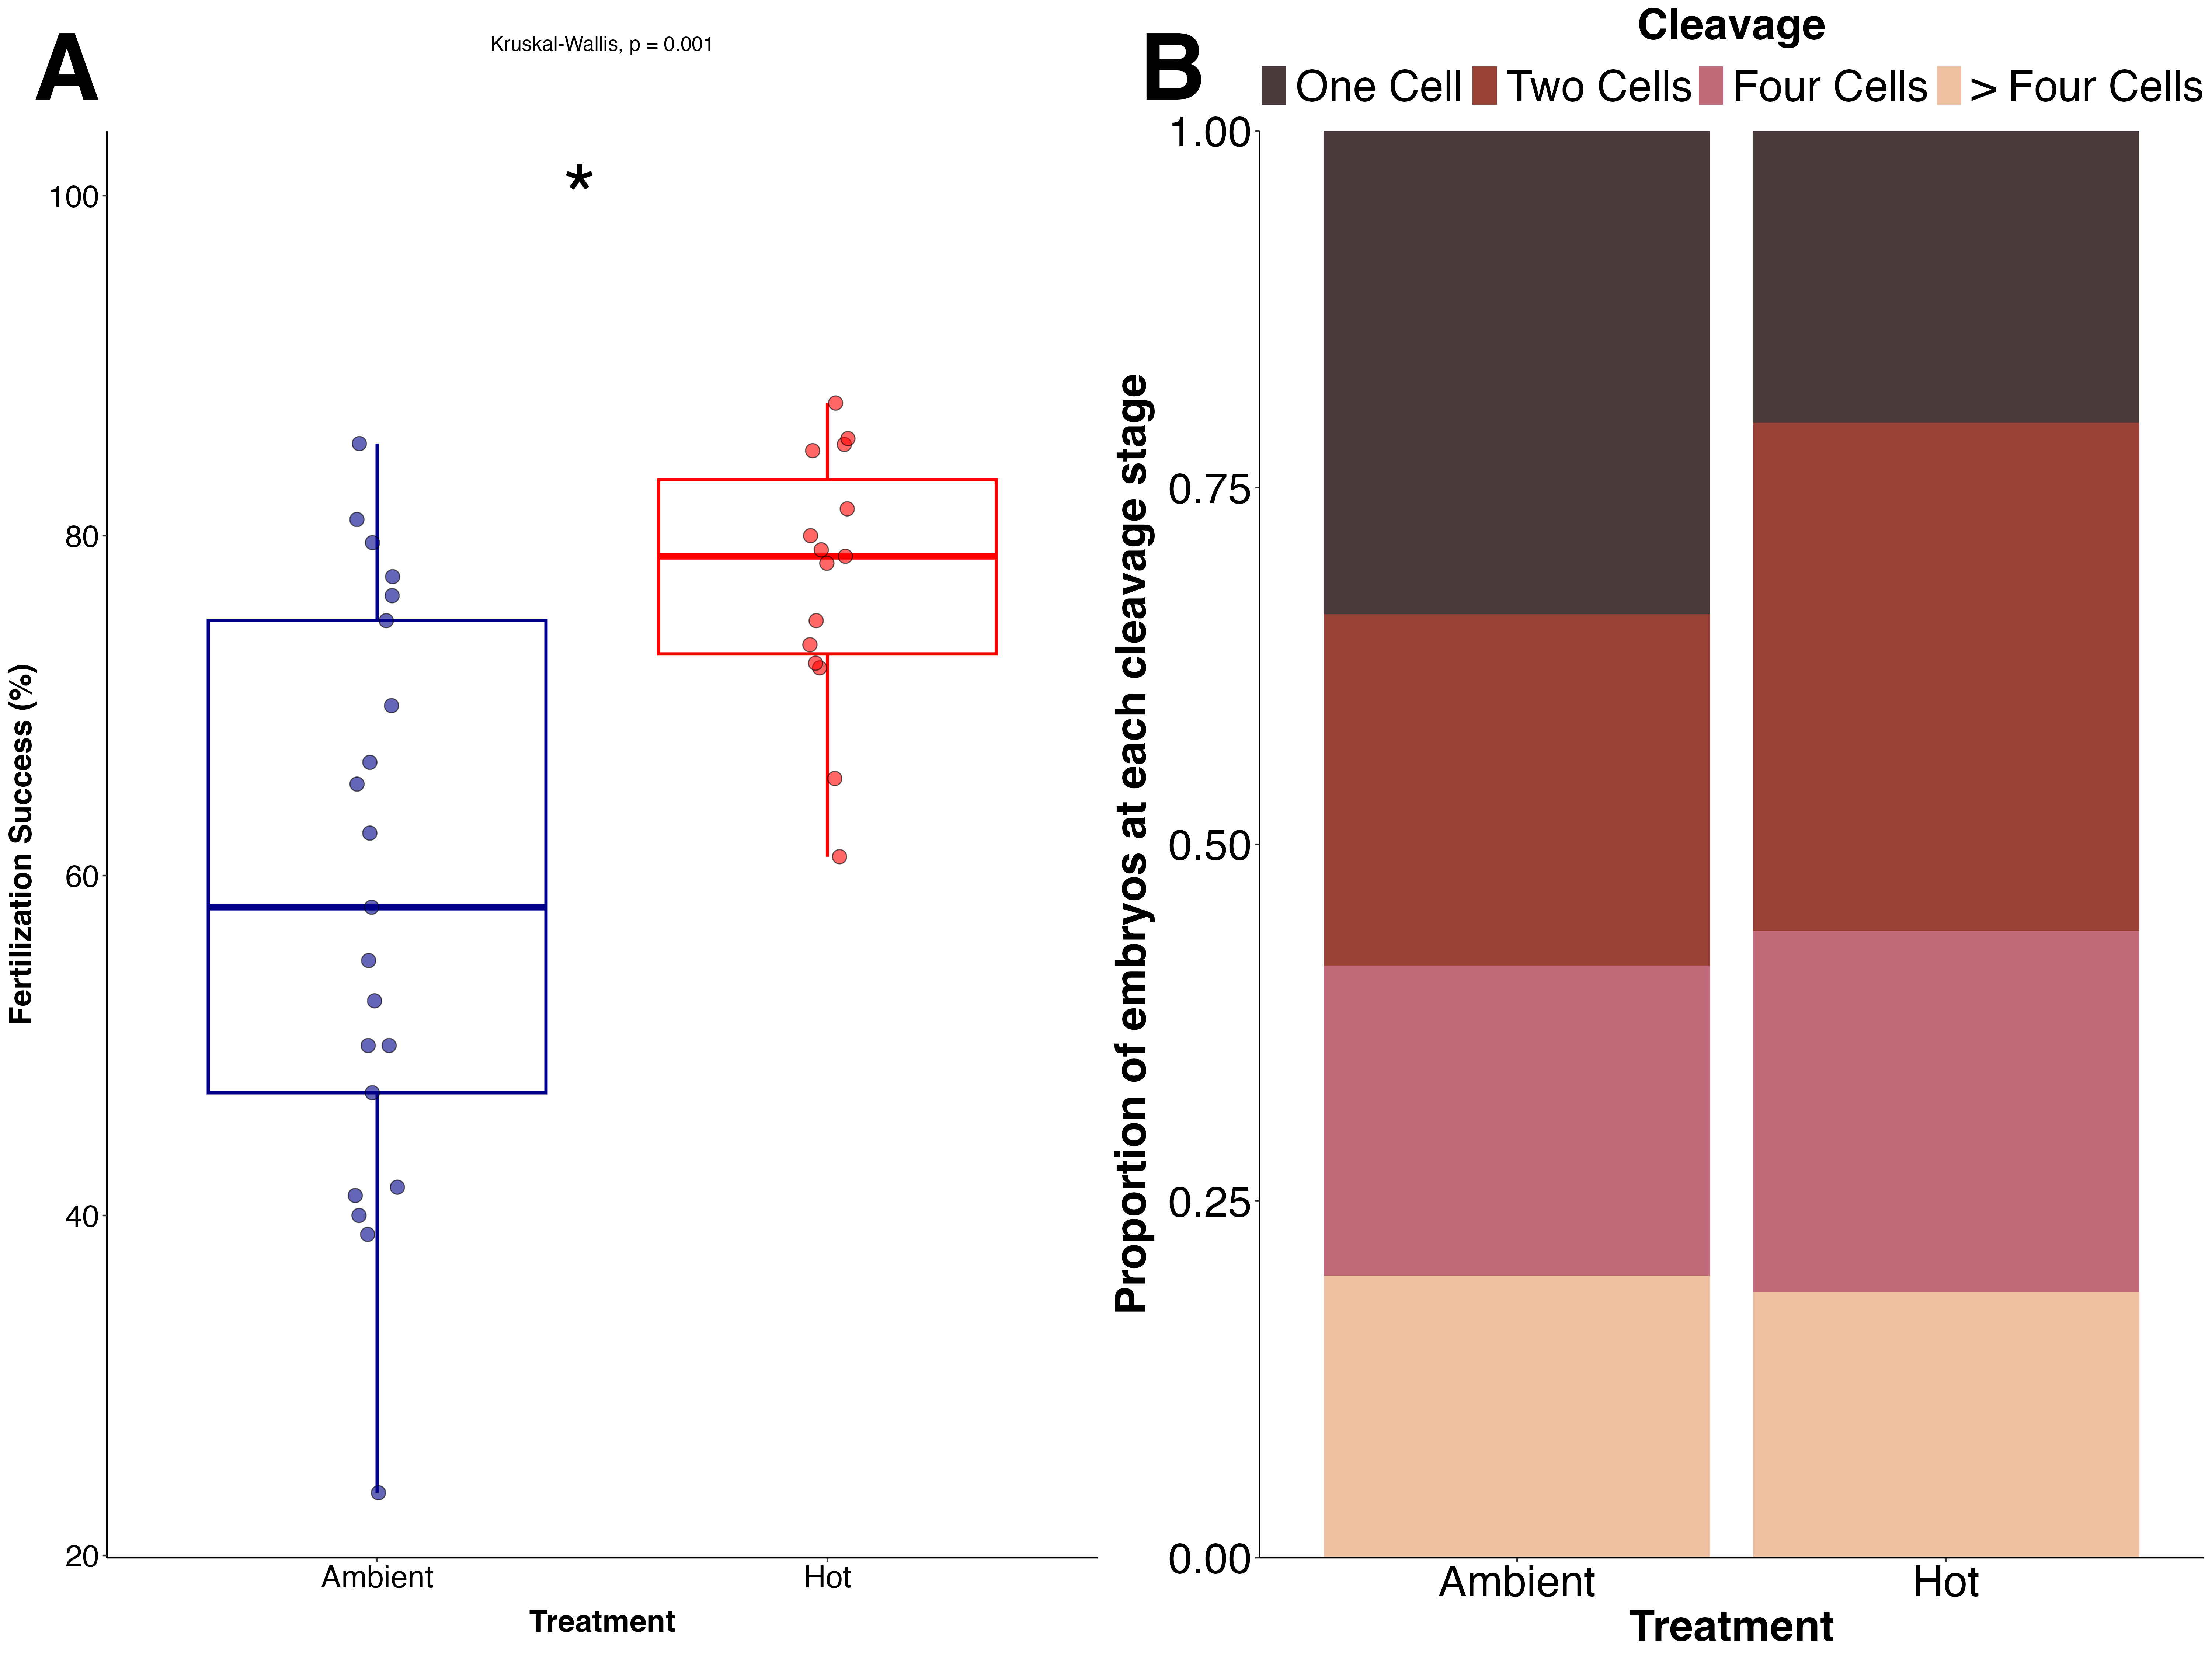 A
Kruskal-Wallis, p = 0.001
*
100
80
60
40
20
Fertilization Success (%)
Ambient
Hot
Treatment
B
Cleavage
One Cell
Two Cells
Four Cells
> Four Cells
1.00
0.75
0.50
0.25
0.00
Proportion of embryos at each cleavage stage
Ambient
Hot
Treatment